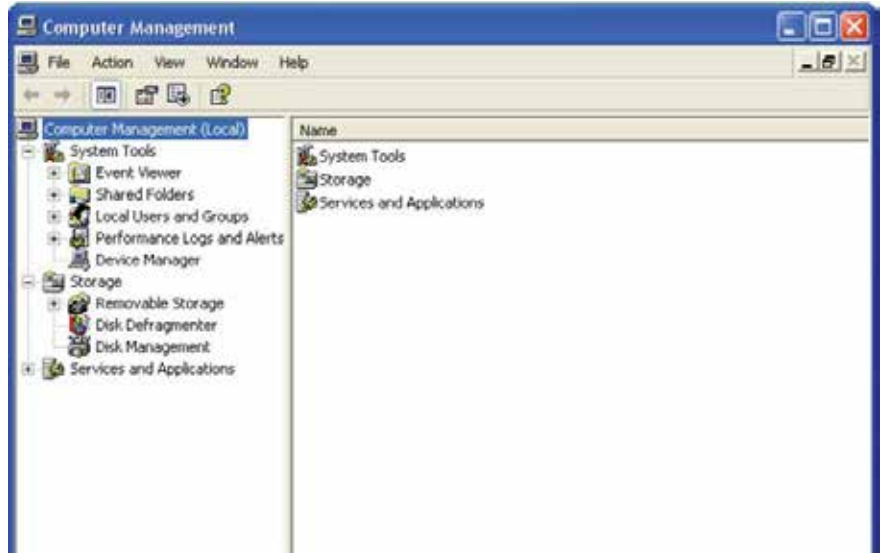 Computer Management
File Action View Window Help
Computer Management (Local)
System Tools
Event Viewer
Shared Folders
Local Users and Groups
Performance Logs and Alerts
Device Manager
Storage
Removable Storage
Disk Defragmenter
Disk Management
Services and Applications
Name
System Tools
Storage
Services and Applications